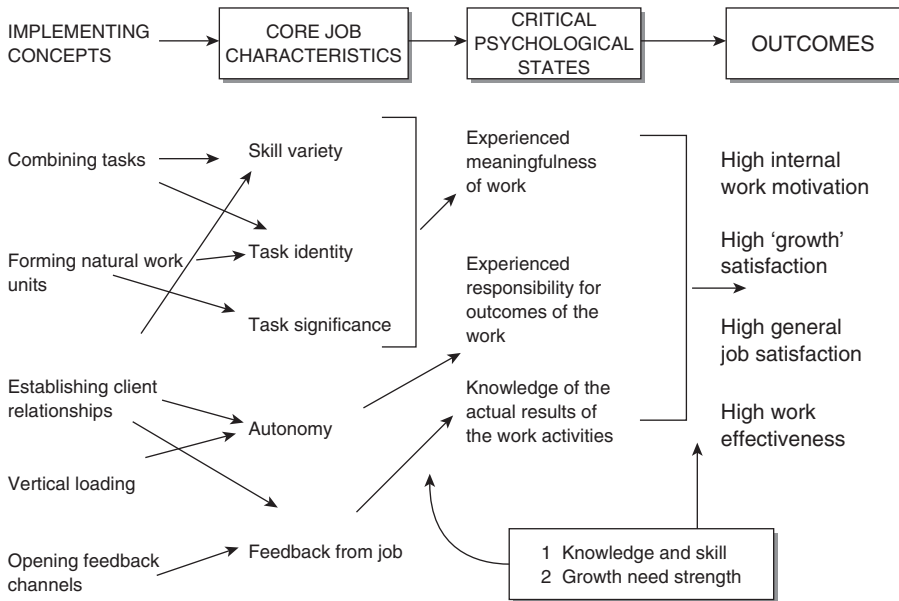 IMPLEMENTING
CONCEPTS
CORE JOB
CHARACTERISTICS
CRITICAL
PSYCHOLOGICAL
STATES
OUTCOMES
Combining tasks
Forming natural work
units
Establishing client
relationships
Vertical loading
Opening feedback
channels
Skill variety
Task identity
Task significance
Autonomy
Feedback from job
Experienced
meaningfulness
of work
Experienced
responsibility for
outcomes of the
work
Knowledge of the
actual results of
the work activities
High internal
work motivation
High ‘growth’
satisfaction
High general
job satisfaction
High work
effectiveness
1 Knowledge and skill
2 Growth need strength